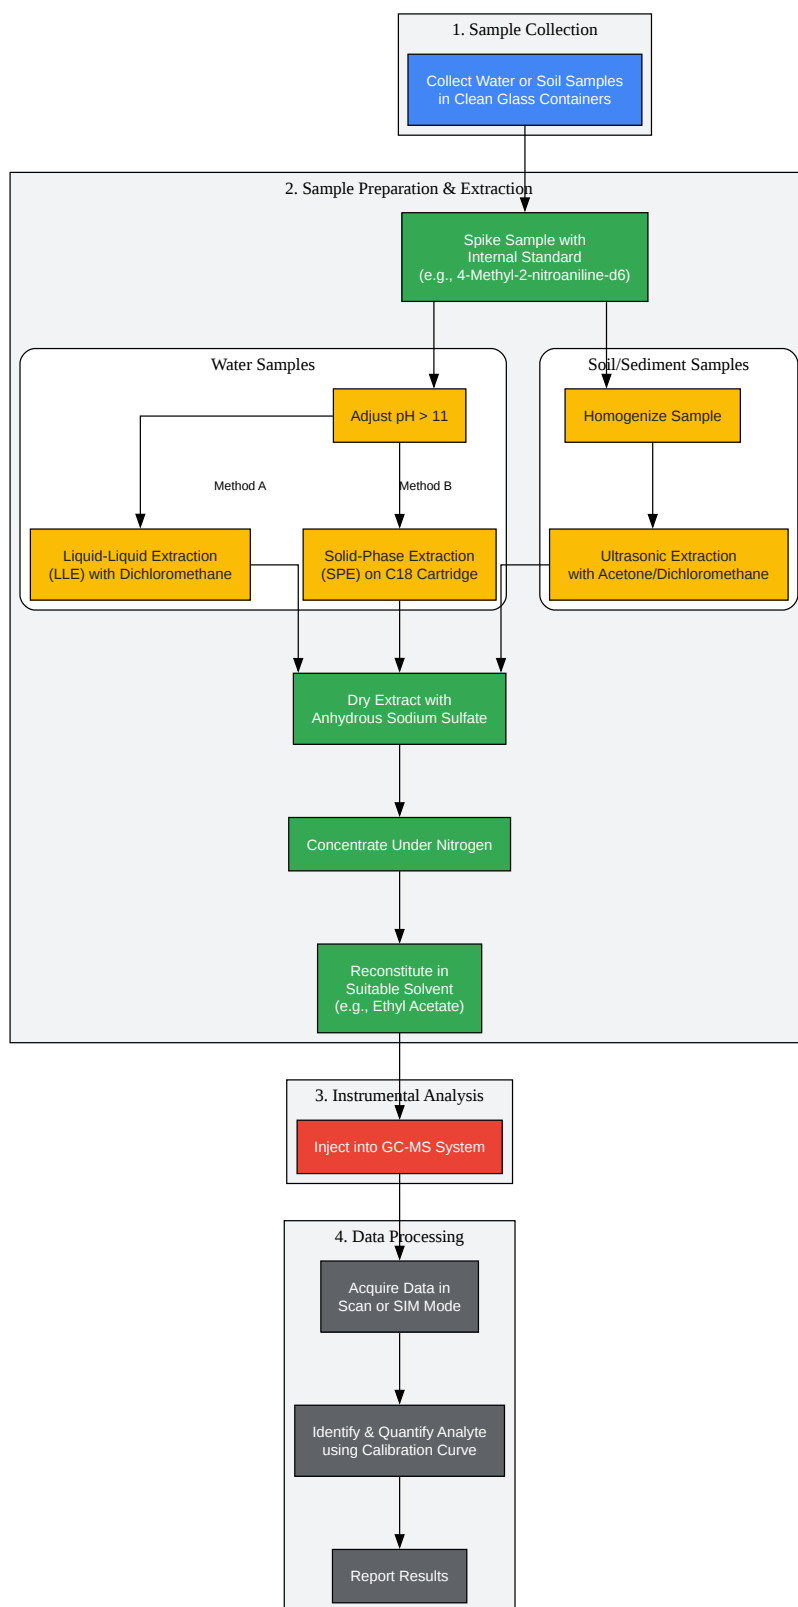 1. Sample Collection
Collect Water or Soil Samples
in Clean Glass Containers
2. Sample Preparation & Extraction
Spike Sample with
Internal Standard
(e.g., 4-Methyl-2-nitroaniline-d6)
Water Samples
Soil/Sediment Samples
Adjust pH > 11
Homogenize Sample
Method A
Method B
Liquid-Liquid Extraction
(LLE) with Dichloromethane
Solid-Phase Extraction
(SPE) on C18 Cartridge
Ultrasonic Extraction
with Acetone/Dichloromethane
Dry Extract with
Anhydrous Sodium Sulfate
Concentrate Under Nitrogen
Reconstitute in
Suitable Solvent
(e.g., Ethyl Acetate)
3. Instrumental Analysis
Inject into GC-MS System
4. Data Processing
Acquire Data in
Scan or SIM Mode
Identify & Quantify Analyte
using Calibration Curve
Report Results